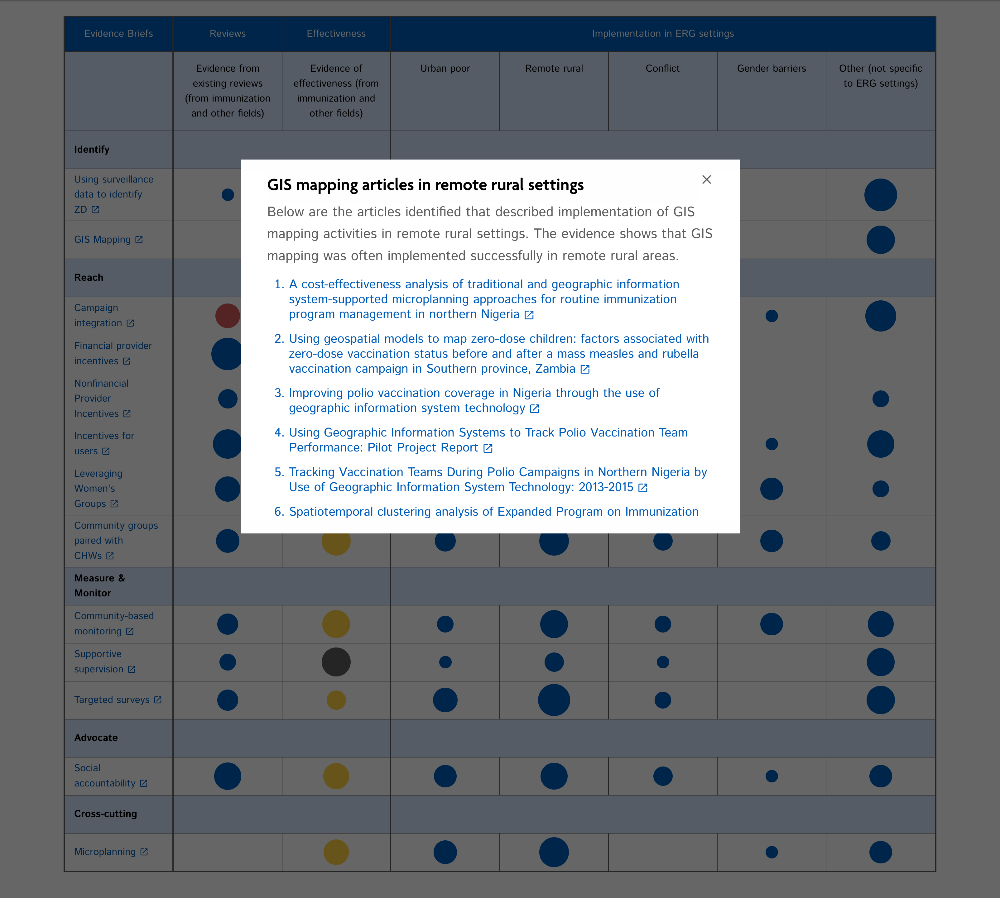 Evidence Briefs
Reviews
Effectiveness
Implementation in ERG settings
Evidence from
existing reviews
(from immunization
and other fields)
Evidence of
effectiveness (from
immunization and
other fields)
Urban poor
Remote rural
Conflict
Gender barriers
Other (not specific
to ERG settings)
Identify
Using surveillance
data to identify
ZD
GIS Mapping
Reach
Campaign
integration
Financial provider
incentives
Nonfinancial
Provider
Incentives
Incentives for
users
Leveraging
Women's
Groups
Community groups
paired with
CHWs
Measure &
Monitor
Community-based
monitoring
Supportive
supervision
Targeted surveys
Advocate
Social
accountability
Cross-cutting
Microplanning
GIS mapping articles in remote rural settings
Below are the articles identified that described implementation of GIS
mapping activities in remote rural settings. The evidence shows that GIS
mapping was often implemented successfully in remote rural areas.
1. A cost-effectiveness analysis of traditional and geographic information
system-supported microplanning approaches for routine immunization
program management in northern Nigeria
2. Using geospatial models to map zero-dose children: factors associated with
zero-dose vaccination status before and after a mass measles and rubella
vaccination campaign in Southern province, Zambia
3. Improving polio vaccination coverage in Nigeria through the use of
geographic information system technology
4. Using Geographic Information Systems to Track Polio Vaccination Team
Performance: Pilot Project Report
5. Tracking Vaccination Teams During Polio Campaigns in Northern Nigeria by
Use of Geographic Information System Technology: 2013-2015
6. Spatiotemporal clustering analysis of Expanded Program on Immunization